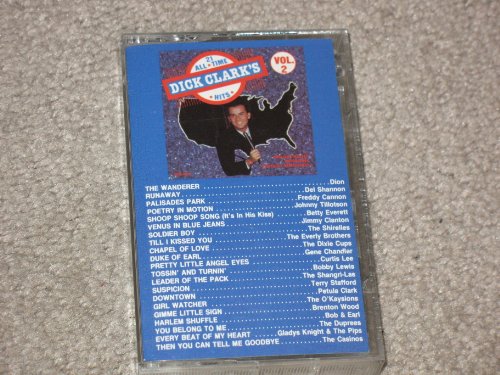 21
ALL★TIME
DICK CLARK'S
★HITS★
VOL.
2
THE WANDERER Dion
RUNAWAY Del Shannon
PALISADES PARK Freddy Cannon
POETRY IN MOTION Johnny Tillotson
SHOOP SHOOP SONG (It's In His Kiss) Betty Everett
VENUS IN BLUE JEANS Jimmy Clanton
SOLDIER BOY The Shirelles
TILL I KISSED YOU The Everly Brothers
CHAPEL OF LOVE The Dixie Cups
DUKE OF EARL Gene Chandler
PRETTY LITTLE ANGEL EYES Curtis Lee
TOSSIN' AND TURNIN' Bobby Lewis
LEADER OF THE PACK The Shangri-Las
SUSPICION Terry Stafford
DOWNTOWN Petula Clark
GIRL WATCHER The O'Kaysions
GIMME LITTLE SIGN Brenton Wood
HARLEM SHUFFLE Bob & Earl
YOU BELONG TO ME The Duprees
EVERY BEAT OF MY HEART Gladys Knight & The Pips
THEN YOU CAN TELL ME GOODBYE The Casinos